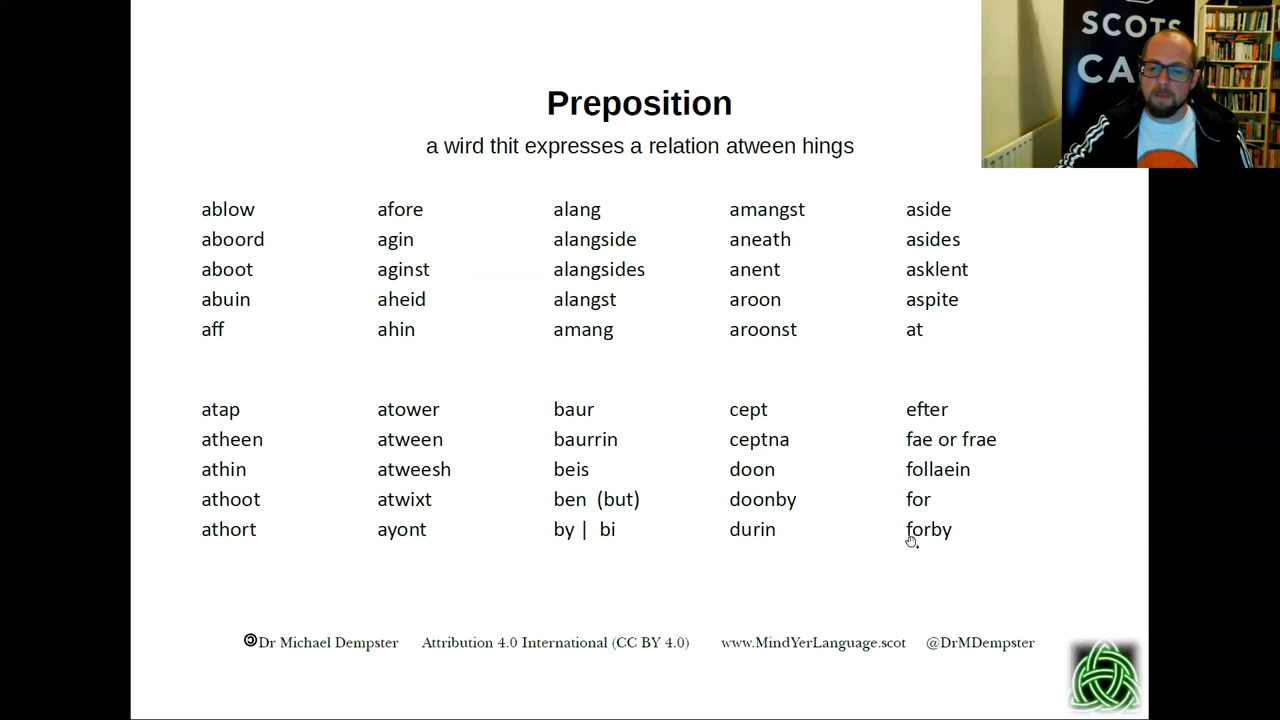 SCOTS
CA
Preposition
a wird thit expresses a relation atween hings
ablow afore alang amangst aside
aboord agin alangside aneath asides
aboot aginst alangsides anent asklent
abuin aheid alangst aroon aspite
aff ahin amang aroonst at
atap atower baur cept efter
atheen atween baurrin ceptna fae or frae
athin atweesh beis doon follaein
athoot atwixt ben (but) doonby for
athort ayont by | bi durin forby
Dr Michael Dempster Attribution 4.0 International (CC BY 4.0) www.MindYerLanguage.scot @DrMDempster